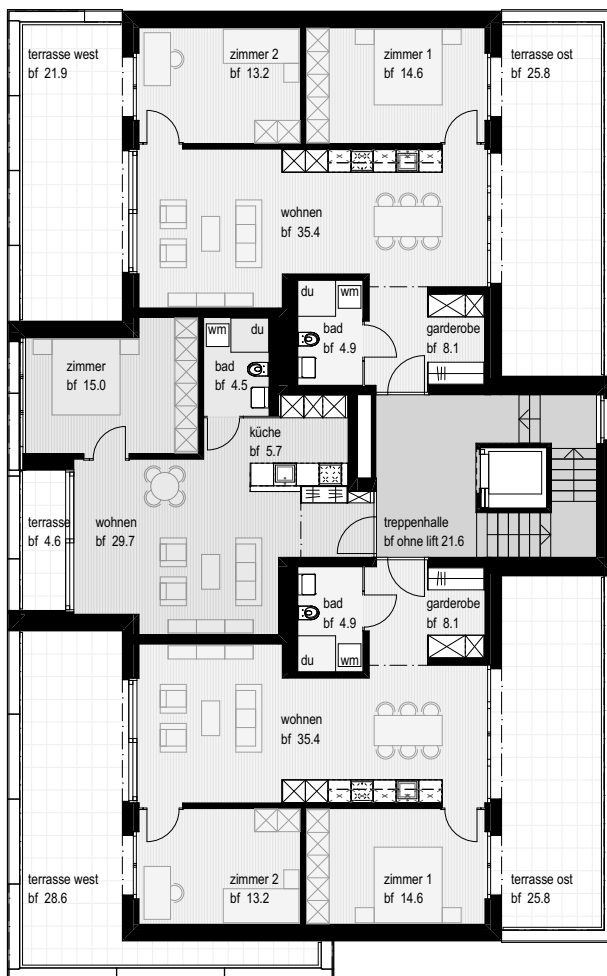 terrasse west
bf 21.9
zimmer 2
bf 13.2
zimmer 1
bf 14.6
terrasse ost
bf 25.8
wohnen
bf 35.4
du
wm
bad
bf 4.9
garderobe
bf 8.1
wm
du
bad
bf 4.5
zimmer
bf 15.0
küche
bf 5.7
terrasse
bf 4.6
wohnen
bf 29.7
treppenhalle
bf ohne lift 21.6
bad
bf 4.9
du
wm
garderobe
bf 8.1
wohnen
bf 35.4
terrasse west
bf 28.6
zimmer 2
bf 13.2
zimmer 1
bf 14.6
terrasse ost
bf 25.8